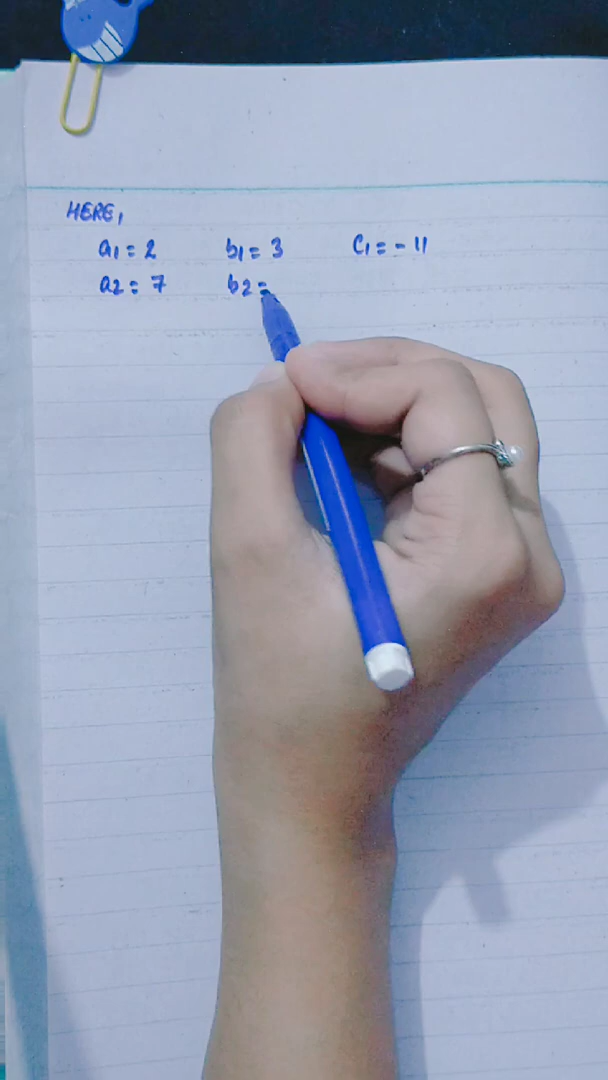 HERE,
a1 = 2 b1 = 3 C1 = - 11
a2 = 7 b2 =